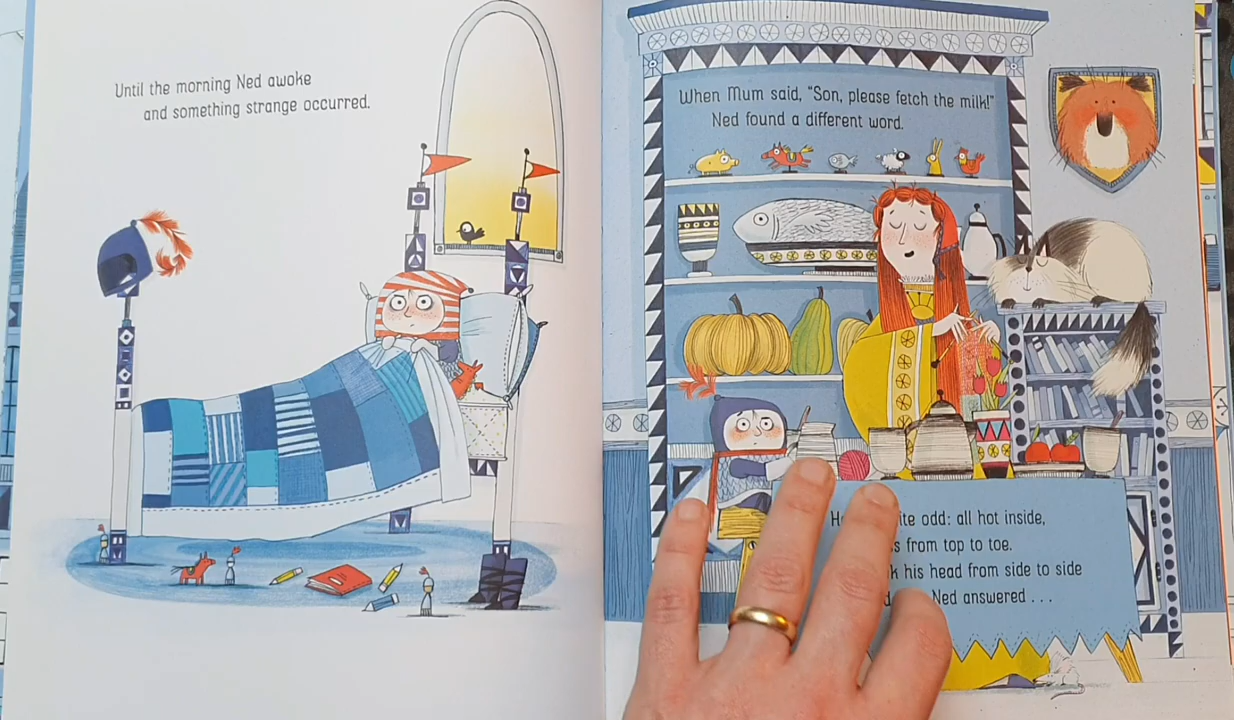 Until the morning Ned awoke
and something strange occurred.
When Mum said, "Son, please fetch the milk!"
Ned found a different word.
odd: all hot inside,
from top to toe.
his head from side to side
Ned answered . . .